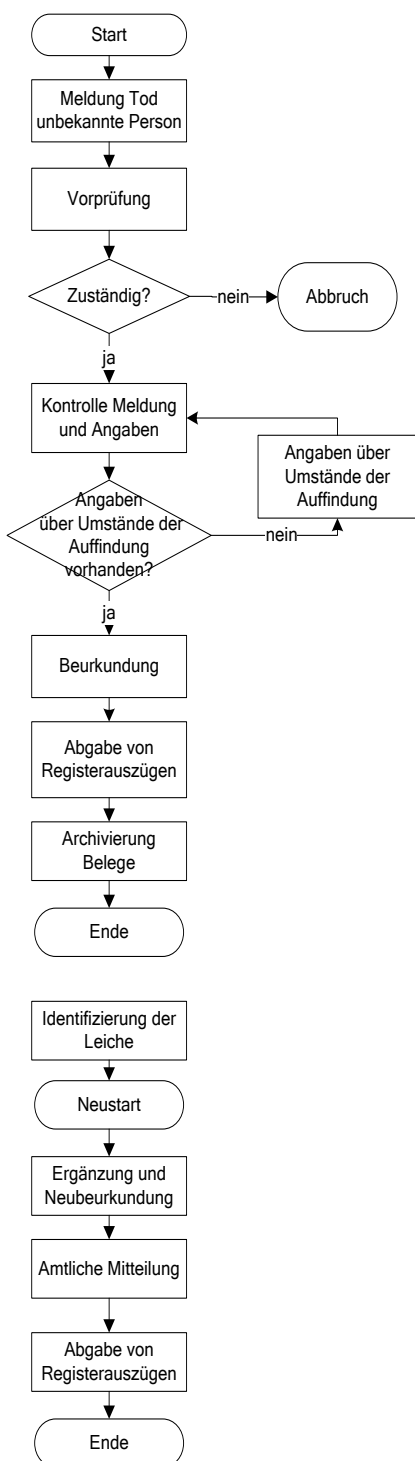 Start
Meldung Tod
unbekannte Person
Vorprüfung
Zuständig?
nein
Abbruch
ja
Kontrolle Meldung
und Angaben
Angaben über
Umstände der
Auffindung
Angaben
über Umstände der
Auffindung
vorhanden?
nein
ja
Beurkundung
Abgabe von
Registerauszügen
Archivierung
Belege
Ende
Identifizierung der
Leiche
Neustart
Ergänzung und
Neubeurkundung
Amtliche Mitteilung
Abgabe von
Registerauszügen
Ende